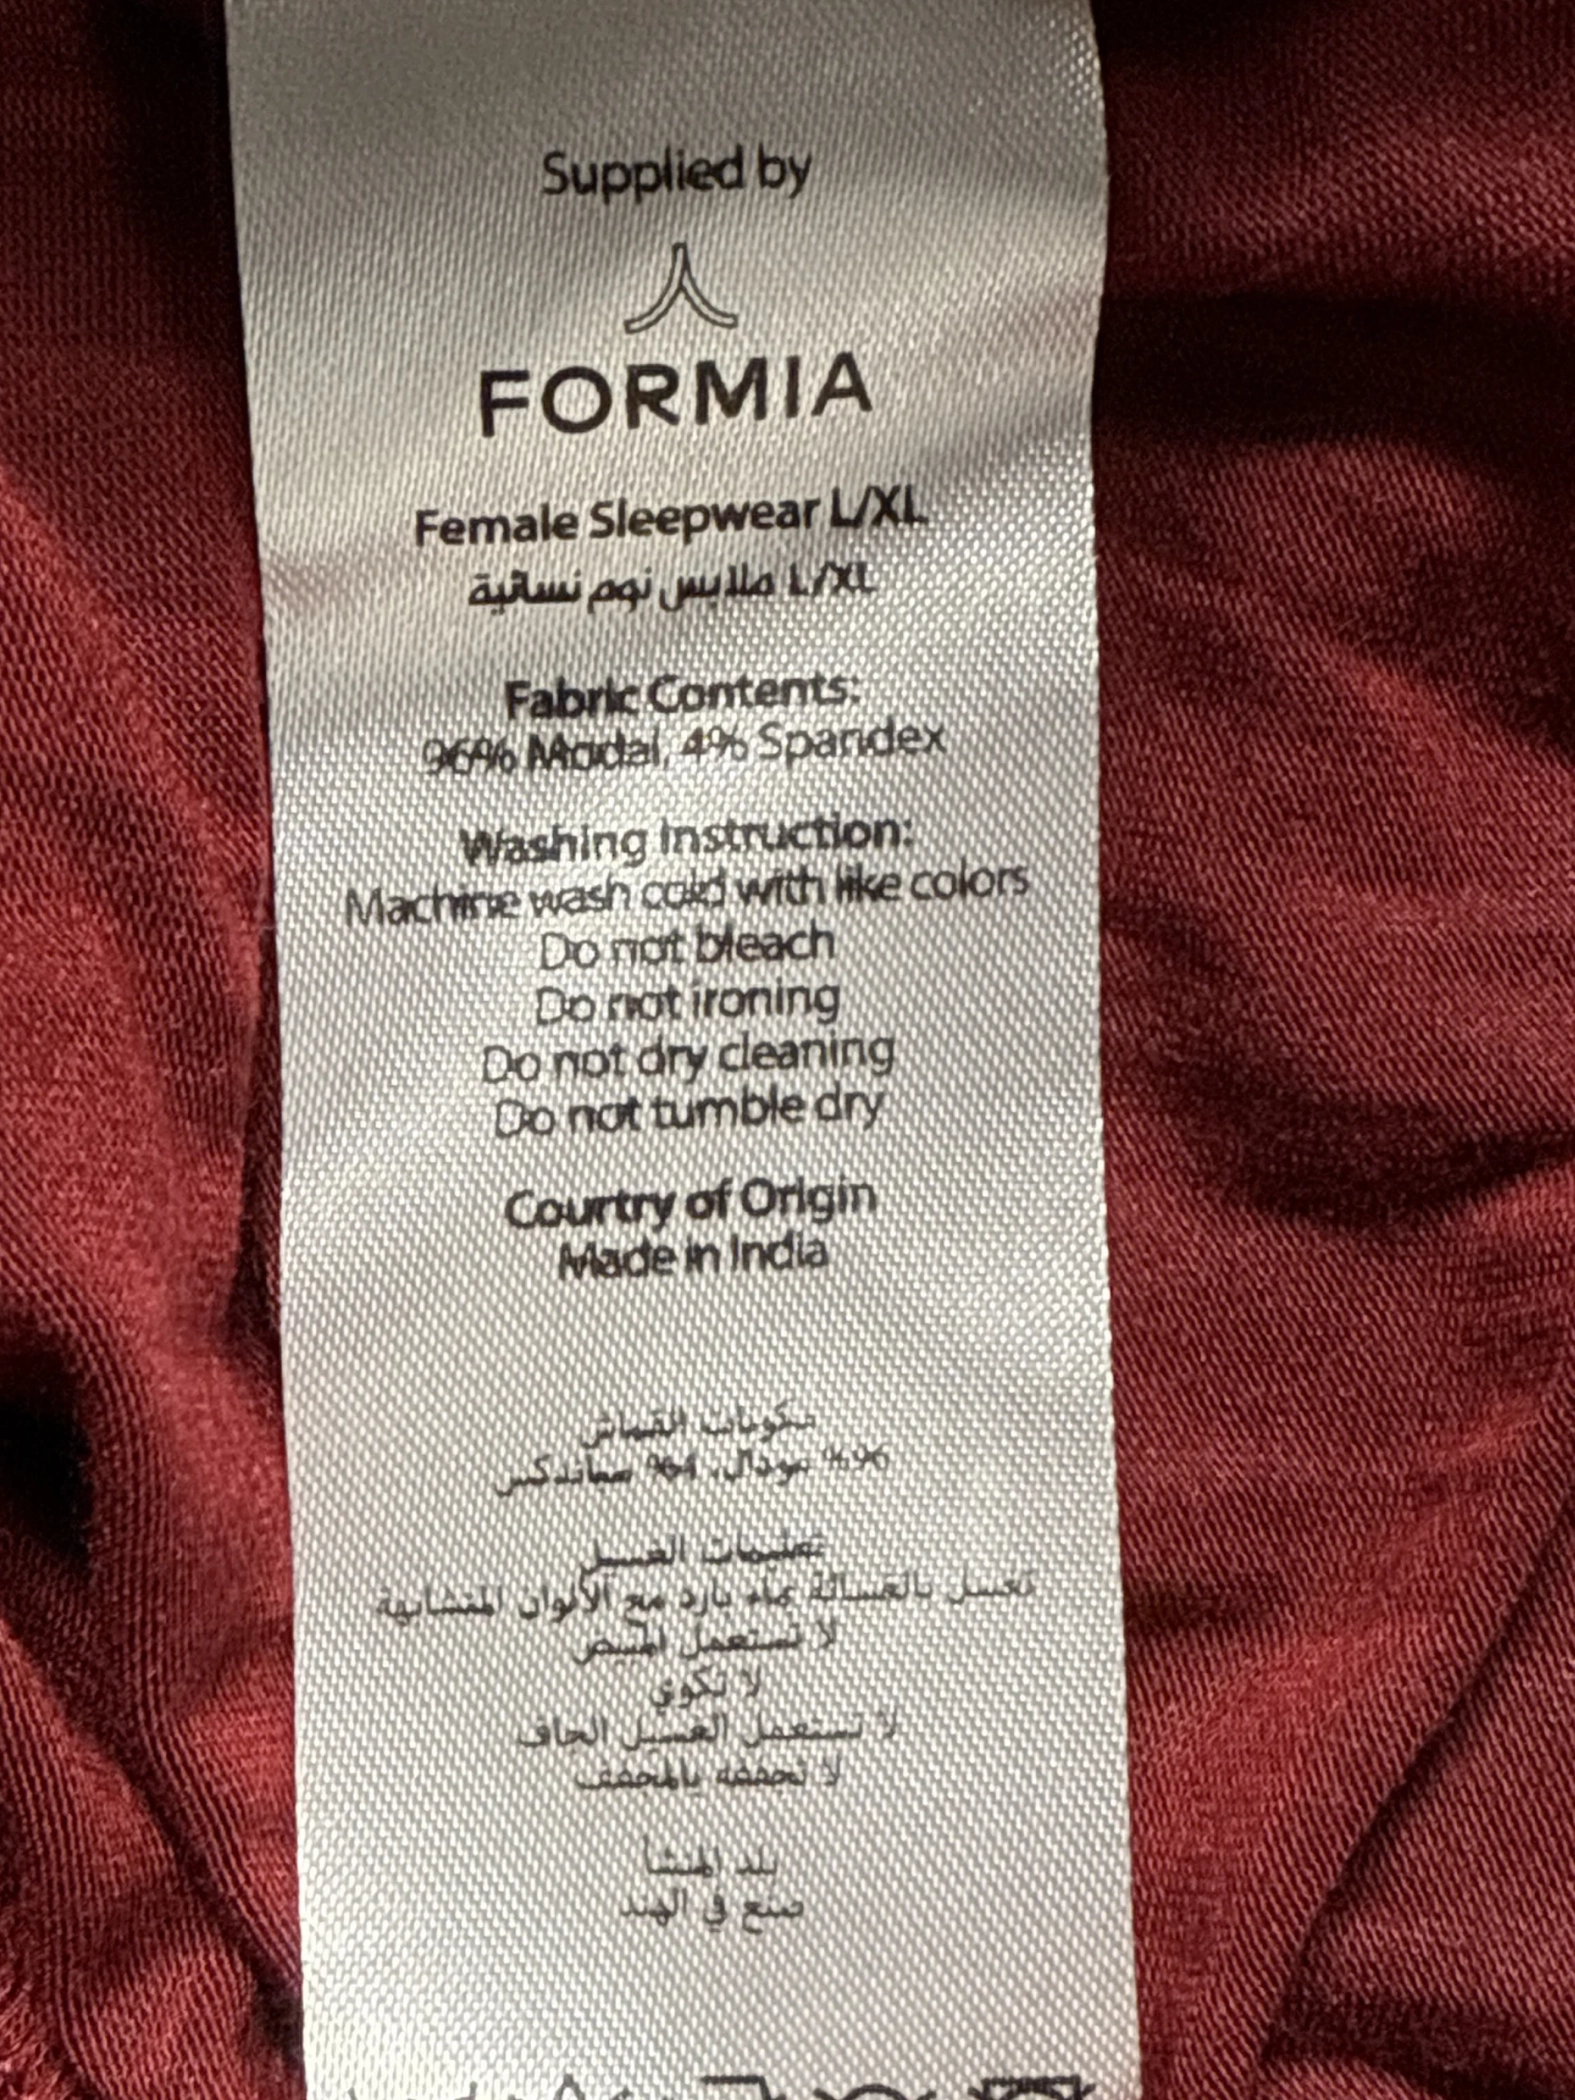 Supplied by
FORMIA
Female Sleepwear L/XL
ملابس نوم نسائية L/XL
Fabric Contents:
96% Modal, 4% Spandex
Washing Instruction:
Machine wash cold with like colors
Do not bleach
Do not ironing
Do not dry cleaning
Do not tumble dry
Country of Origin
Made in India
مكونات القماش
96% مودال، 4% سباندكس
تعليمات الغسيل
تغسل بالغسالة بماء بارد مع الألوان المتشابهة
لا تستعمل المبيض
لا تكوى
لا تستعمل الغسيل الجاف
لا تجففه بالمجفف
بلد المنشأ
صنع في الهند